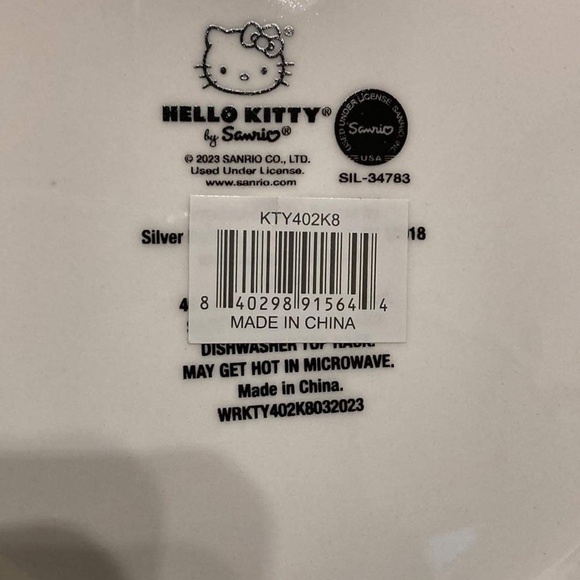 HELLO KITTY®
by Sanrio®
© 2023 SANRIO CO., LTD.
Used Under License.
www.sanrio.com
USED UNDER LICENSE SANRIO, INC.
Sanrio
USA
SIL-34783
Silver
18
KTY402K8
8 40298 91564 4
MADE IN CHINA
4
DISHWASHER TOP RACK.
MAY GET HOT IN MICROWAVE.
Made in China.
WRKTY402K8032023